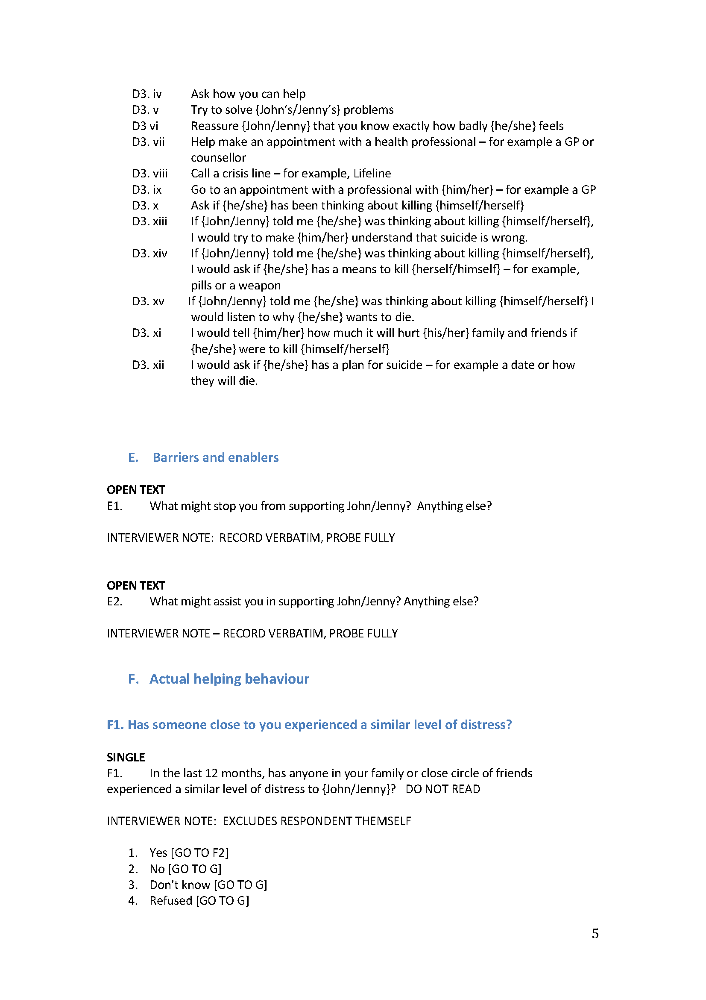 D3. iv Ask how you can help
D3. v Try to solve {John’s/Jenny’s} problems
D3 vi Reassure {John/Jenny} that you know exactly how badly {he/she} feels
D3. vii Help make an appointment with a health professional – for example a GP or
counsellor
D3. viii Call a crisis line – for example, Lifeline
D3. ix Go to an appointment with a professional with {him/her} – for example a GP
D3. x Ask if {he/she} has been thinking about killing {himself/herself}
D3. xiii If {John/Jenny} told me {he/she} was thinking about killing {himself/herself},
I would try to make {him/her} understand that suicide is wrong.
D3. xiv If {John/Jenny} told me {he/she} was thinking about killing {himself/herself},
I would ask if {he/she} has a means to kill {herself/himself} – for example,
pills or a weapon
D3. xv If {John/Jenny} told me {he/she} was thinking about killing {himself/herself} I
would listen to why {he/she} wants to die.
D3. xi I would tell {him/her} how much it will hurt {his/her} family and friends if
{he/she} were to kill {himself/herself}
D3. xii I would ask if {he/she} has a plan for suicide – for example a date or how
they will die.
E. Barriers and enablers
OPEN TEXT
E1. What might stop you from supporting John/Jenny? Anything else?
INTERVIEWER NOTE: RECORD VERBATIM, PROBE FULLY
OPEN TEXT
E2. What might assist you in supporting John/Jenny? Anything else?
INTERVIEWER NOTE – RECORD VERBATIM, PROBE FULLY
F. Actual helping behaviour
F1. Has someone close to you experienced a similar level of distress?
SINGLE
F1. In the last 12 months, has anyone in your family or close circle of friends
experienced a similar level of distress to {John/Jenny}? DO NOT READ
INTERVIEWER NOTE: EXCLUDES RESPONDENT THEMSELF
1. Yes [GO TO F2]
2. No [GO TO G]
3. Don't know [GO TO G]
4. Refused [GO TO G]
5